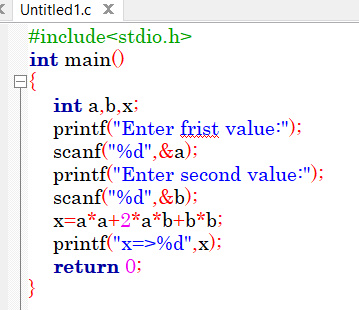 Untitled1.c
#include<stdio.h>
int main()
{
int a,b,x;
printf("Enter frist value:");
scanf("%d",&a);
printf("Enter second value:");
scanf("%d",&b);
x=a*a+2*a*b+b*b;
printf("x=>%d",x);
return 0;
}